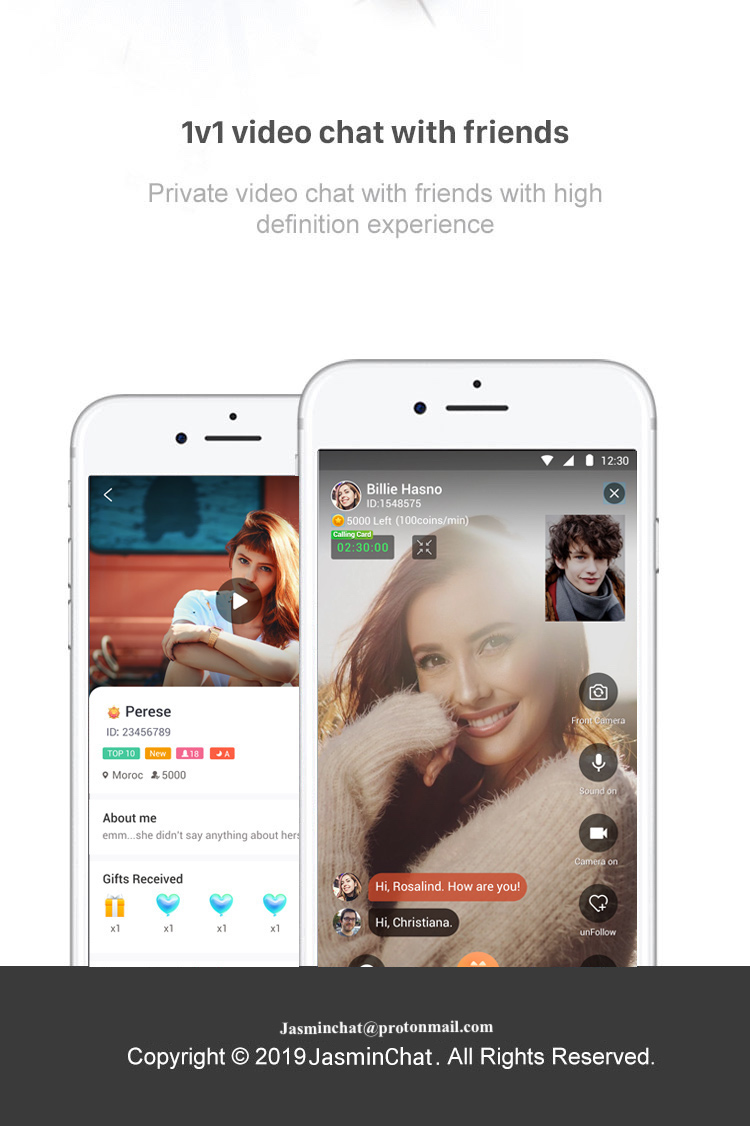 1v1 video chat with friends
Private video chat with friends with high
definition experience
12:30
Billie Hasno
ID:1548575
5000 Left (100coins/min)
Calling Card
02:30:00
Front Camera
Sound on
Camera on
unFollow
Hi, Rosalind. How are you!
Hi, Christiana.
Perese
ID: 23456789
TOP 10 New 18 A
Moroc 5000
About me
emm...she didn't say anything about hers
Gifts Received
x1 x1 x1 x1
Jasminchat@protonmail.com
Copyright © 2019 JasminChat. All Rights Reserved.